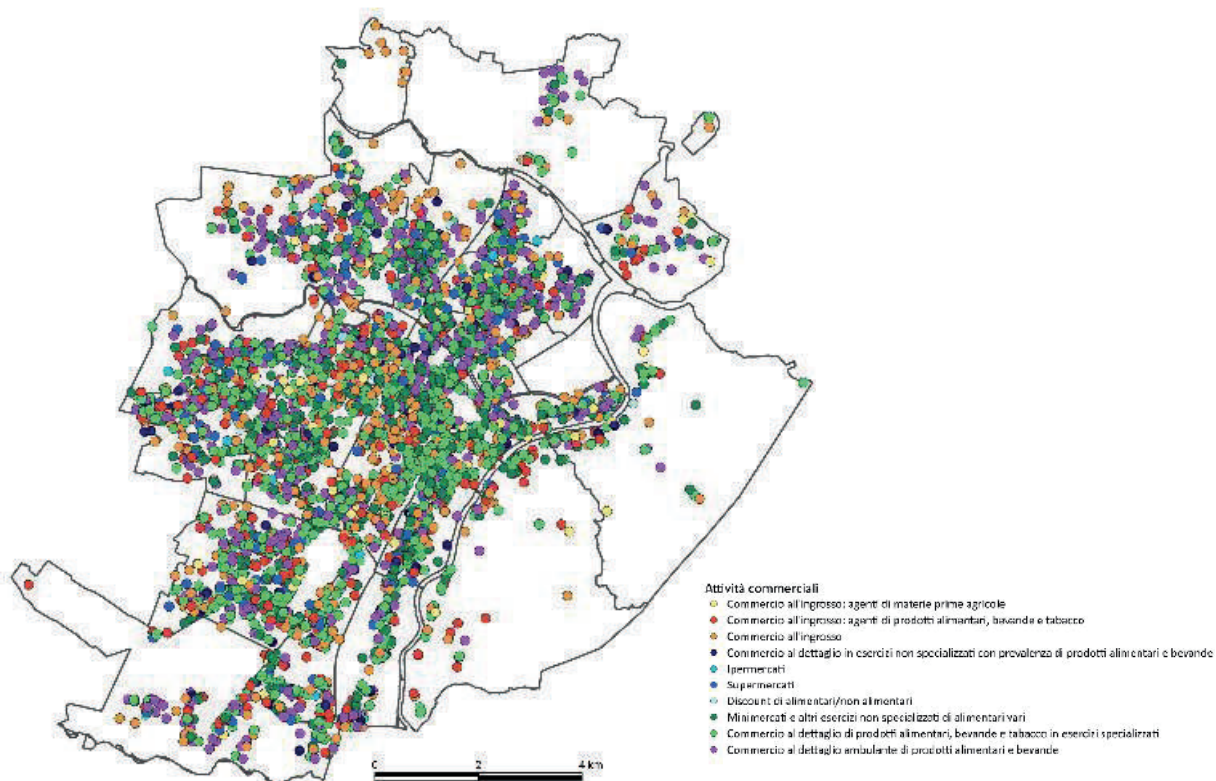 Attività commerciali
Commercio all'ingrosso: agenti di materie prime agricole
Commercio all'ingrosso: agenti di prodotti alimentari, bevande e tabacco
Commercio all'ingrosso
Commercio al dettaglio in esercizi non specializzati con prevalenza di prodotti alimentari e bevande
Ipermercati
Supermercati
Discount di alimentari/non alimentari
Minimercati e altri esercizi non specializzati di alimentari vari
Commercio al dettaglio di prodotti alimentari, bevande e tabacco in esercizi specializzati
Commercio al dettaglio ambulante di prodotti alimentari e bevande
0 2 4 km